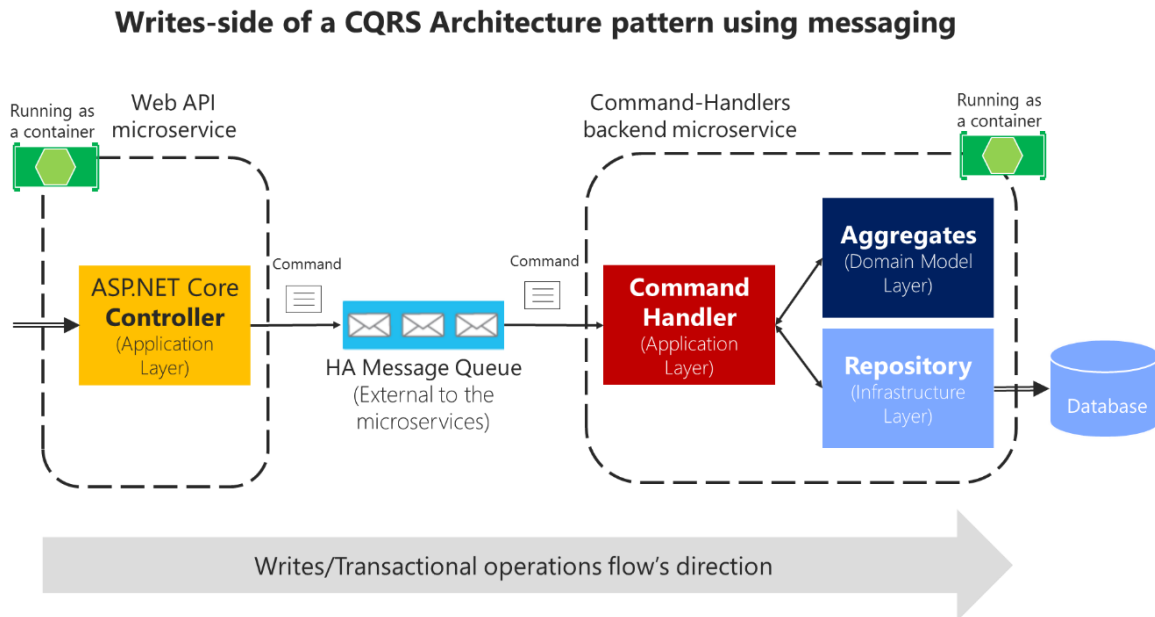 Writes-side of a CQRS Architecture pattern using messaging
Running as
a container
Web API
microservice
Command-Handlers
backend microservice
Running as
a container
ASP.NET Core
Controller
(Application
Layer)
Command
HA Message Queue
(External to the
microservices)
Command
Command
Handler
(Application
Layer)
Aggregates
(Domain Model
Layer)
Repository
(Infrastructure
Layer)
Database
Writes/Transactional operations flow's direction